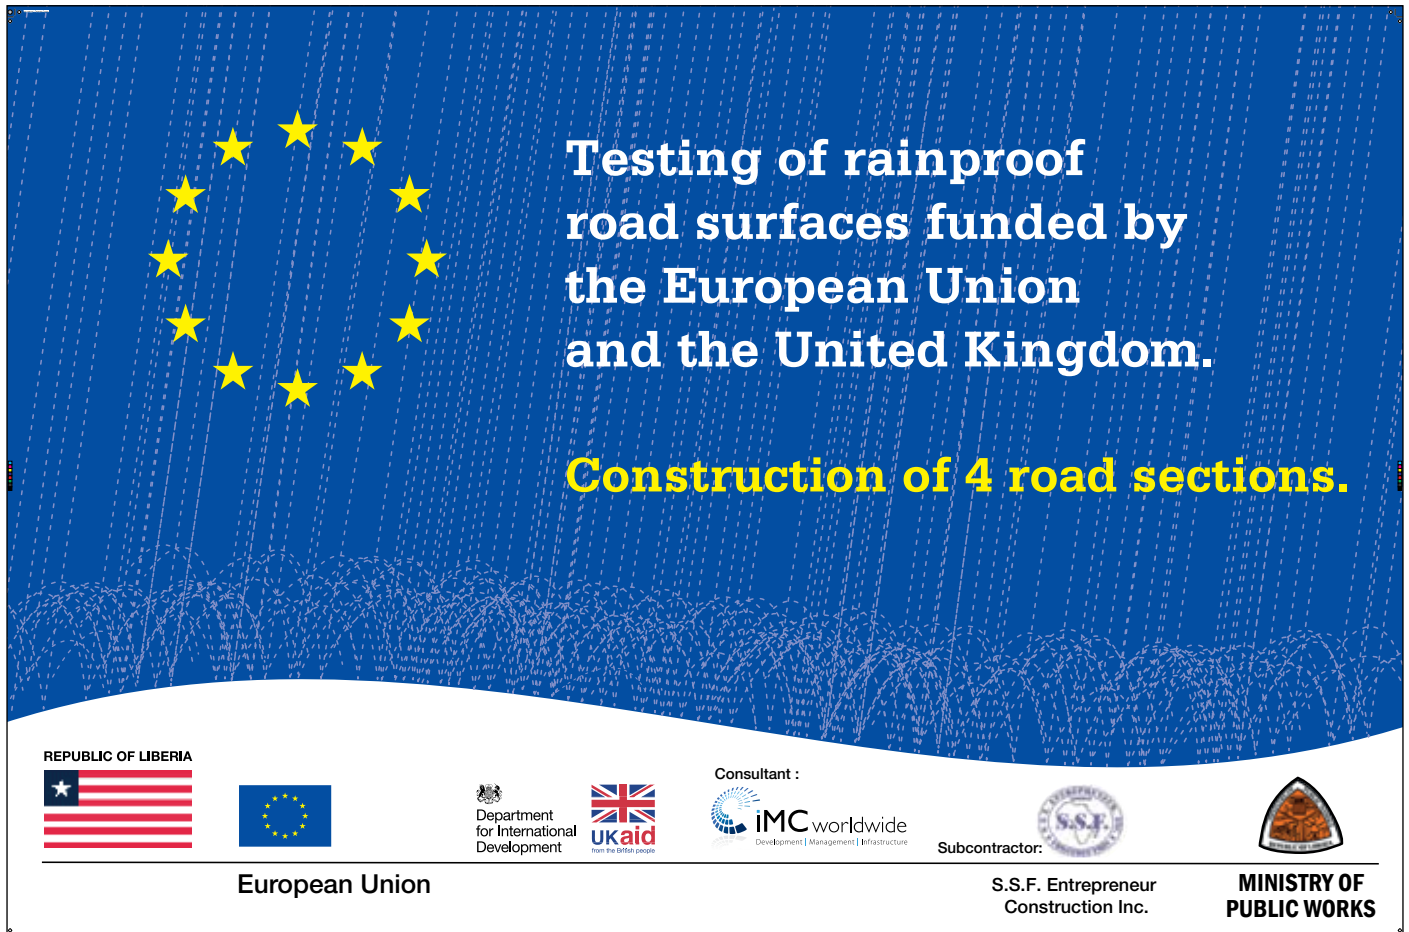 Testing of rainproof
road surfaces funded by
the European Union
and the United Kingdom.
Construction of 4 road sections.
REPUBLIC OF LIBERIA
European Union
Department
for International
Development
UKaid
from the British people
Consultant :
iMC worldwide
Development | Management | Infrastructure
Subcontractor:
S.S.F.
S.S.F. Entrepreneur
Construction Inc.
MINISTRY OF
PUBLIC WORKS